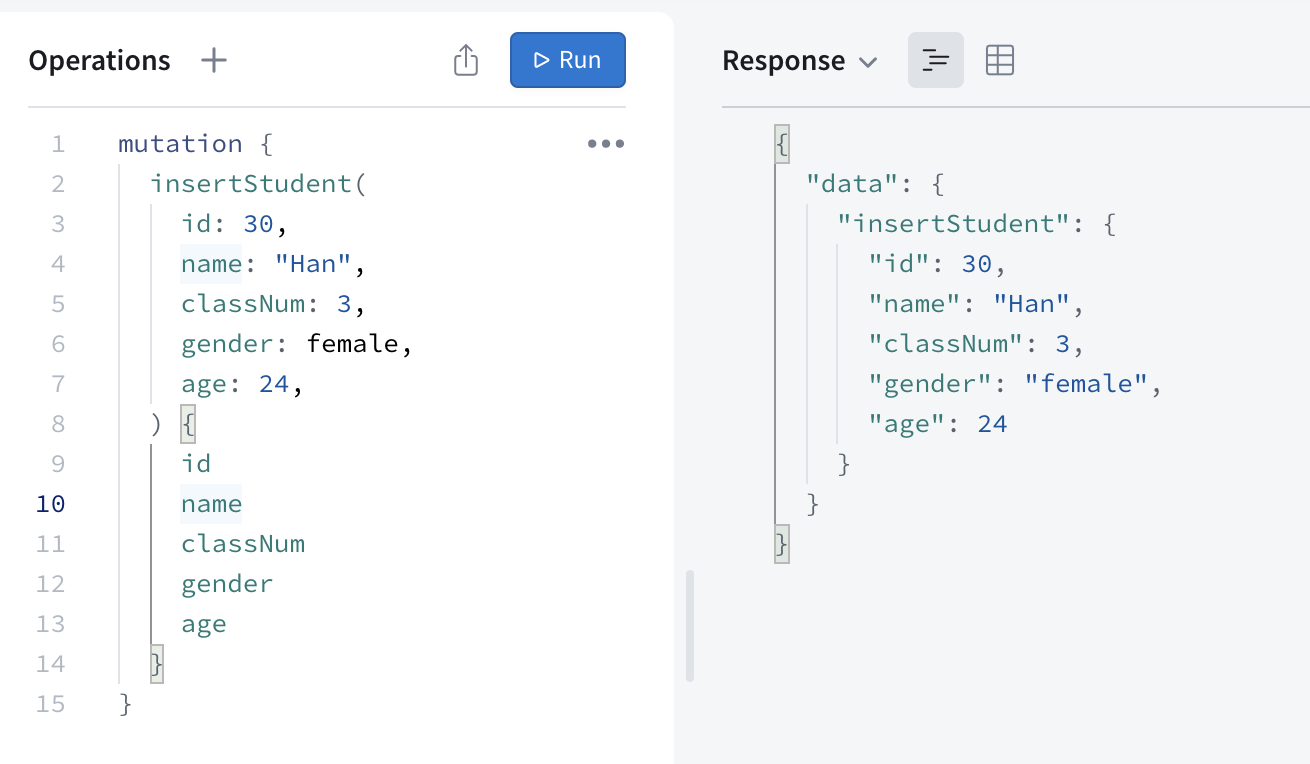 Operations
Run
1 mutation {
2 insertStudent(
3 id: 30,
4 name: "Han",
5 classNum: 3,
6 gender: female,
7 age: 24,
8 ) {
9 id
10 name
11 classNum
12 gender
13 age
14 }
15 }
Response
{
"data": {
"insertStudent": {
"id": 30,
"name": "Han",
"classNum": 3,
"gender": "female",
"age": 24
}
}
}